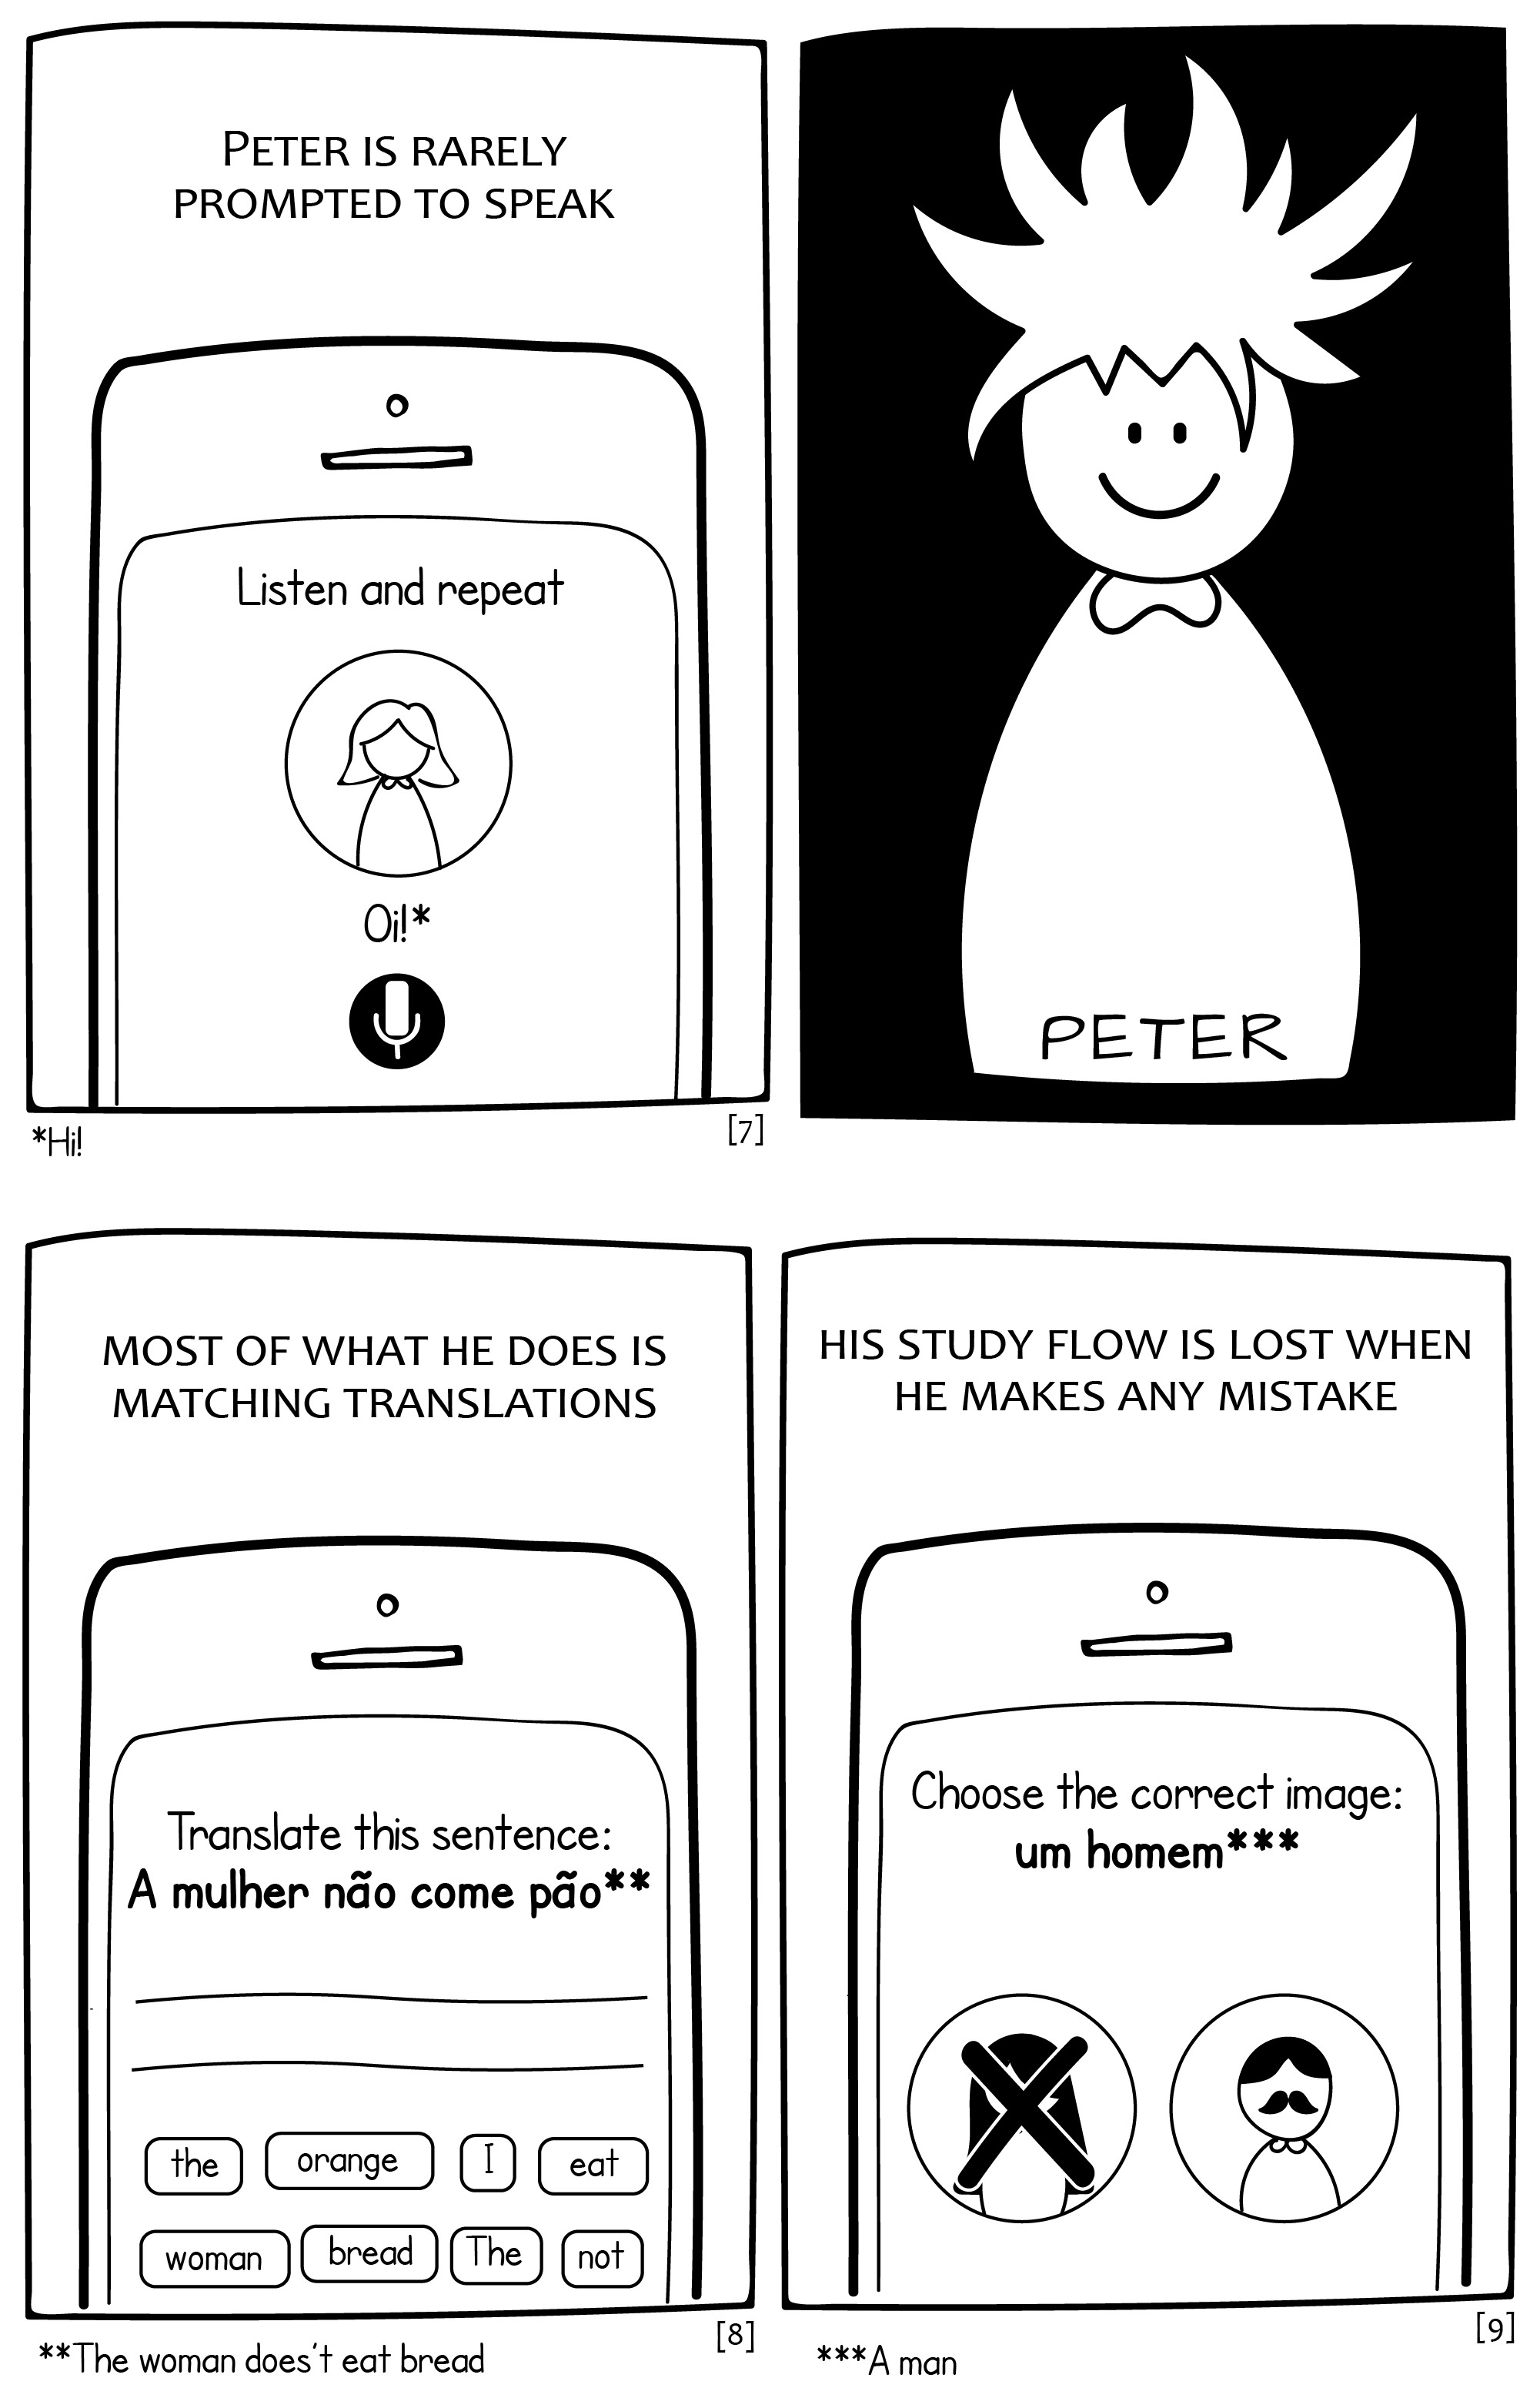 PETER IS RARELY
PROMPTED TO SPEAK
Listen and repeat
Oi!*
*Hi!
[7]
PETER
MOST OF WHAT HE DOES IS
MATCHING TRANSLATIONS
Translate this sentence:
A mulher não come pão**
the orange I eat
woman bread The not
**The woman does't eat bread
[8]
HIS STUDY FLOW IS LOST WHEN
HE MAKES ANY MISTAKE
Choose the correct image:
um homem***
***A man
[9]